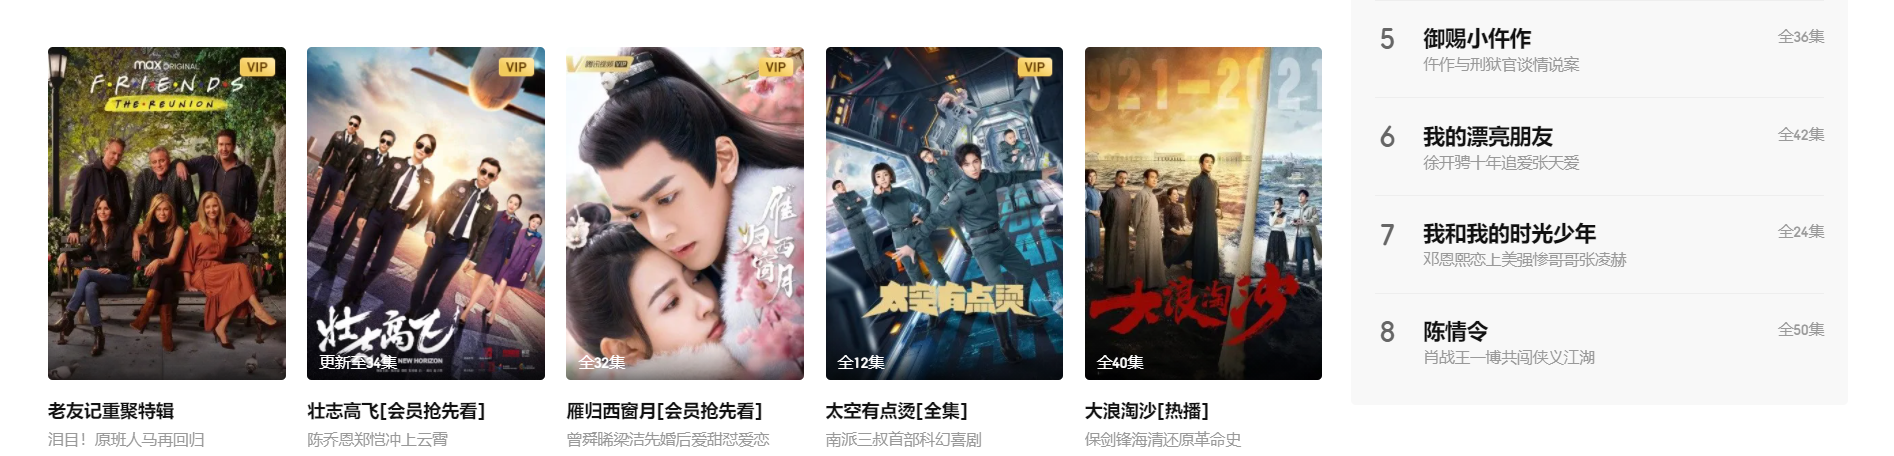 max ORIGINAL
F·R·I·E·N·D·S
THE·REUNION
VIP
老友记重聚特辑
泪目！原班人马再回归
VIP
壮志高飞
NEW HORIZON
更新至34集
壮志高飞[会员抢先看]
陈乔恩郑恺冲上云霄
腾讯视频VIP
VIP
雁归西窗月
全32集
雁归西窗月[会员抢先看]
曾舜晞梁洁先婚后爱甜怼爱恋
VIP
太空有点烫
全12集
太空有点烫[全集]
南派三叔首部科幻喜剧
1921-2021
大浪淘沙
全40集
大浪淘沙[热播]
保剑锋海清还原革命史
5 御赐小仵作 全36集
仵作与刑狱官谈情说案
6 我的漂亮朋友 全42集
徐开骋十年追爱张天爱
7 我和我的时光少年 全24集
邓恩熙恋上美强惨哥哥张凌赫
8 陈情令 全50集
肖战王一博共闯侠义江湖